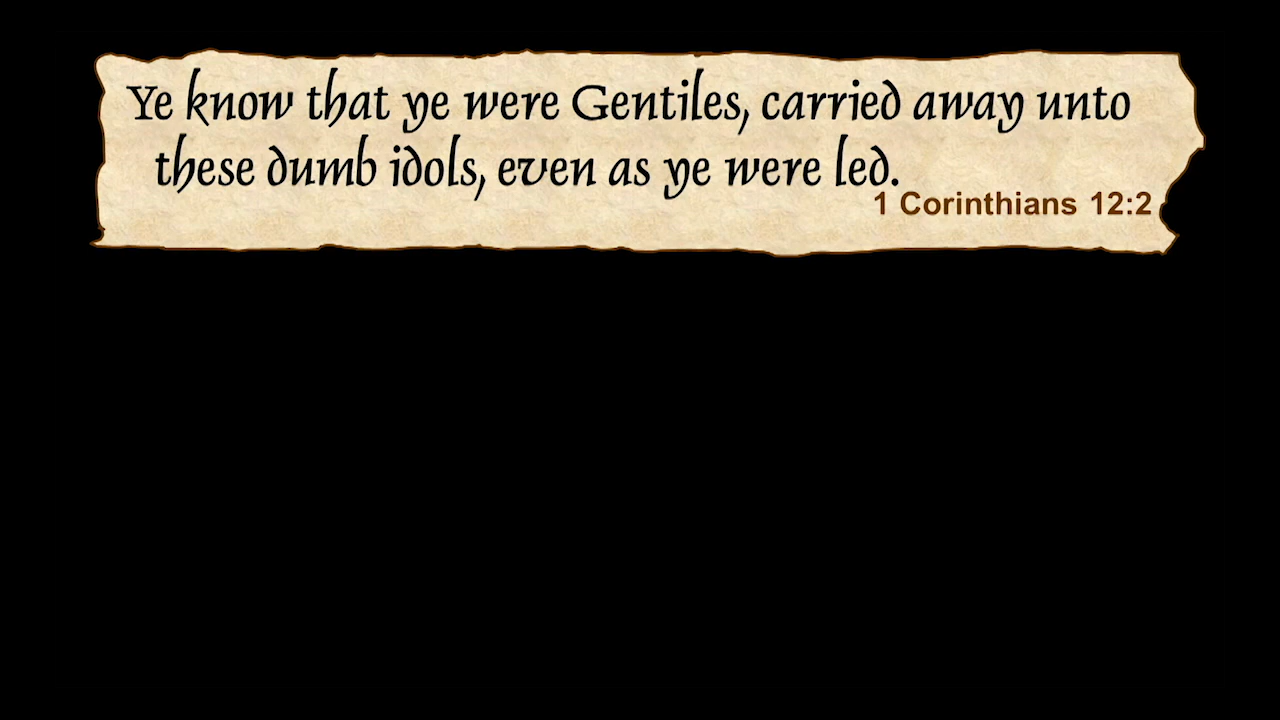 Ye know that ye were Gentiles, carried away unto
these dumb idols, even as ye were led.
1 Corinthians 12:2